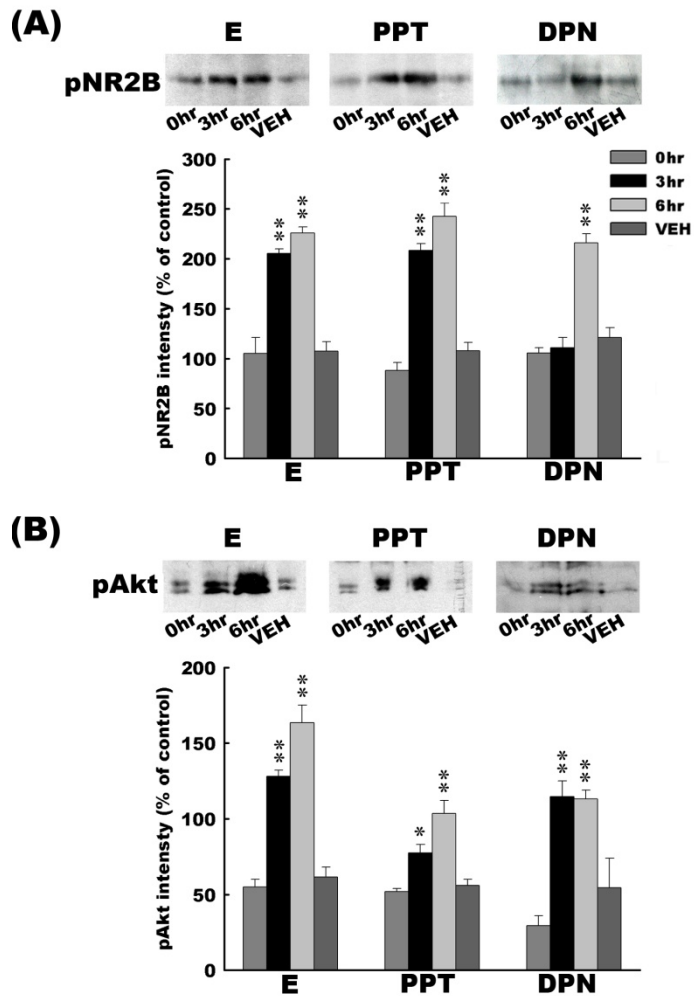 (A)
E PPT DPN
pNR2B
0hr 3hr 6hr VEH 0hr 3hr 6hr VEH 0hr 3hr 6hr VEH
0hr
3hr
6hr
VEH
pNR2B intensty (% of control)
300
250
200
150
100
50
0
** ** ** ** **
E PPT DPN
(B)
E PPT DPN
pAkt
0hr 3hr 6hr VEH 0hr 3hr 6hr VEH 0hr 3hr 6hr VEH
pAkt intensty (% of control)
200
150
100
50
0
** ** * ** ** **
E PPT DPN